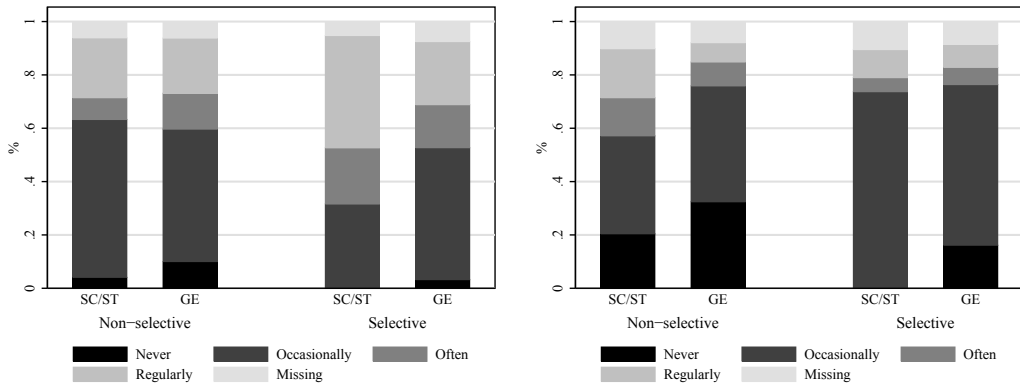 1
.8
.6
.4
.2
0
%
SC/ST GE SC/ST GE
Non−selective Selective
Never Occasionally Often
Regularly Missing
1
.8
.6
.4
.2
0
%
SC/ST GE SC/ST GE
Non−selective Selective
Never Occasionally Often
Regularly Missing